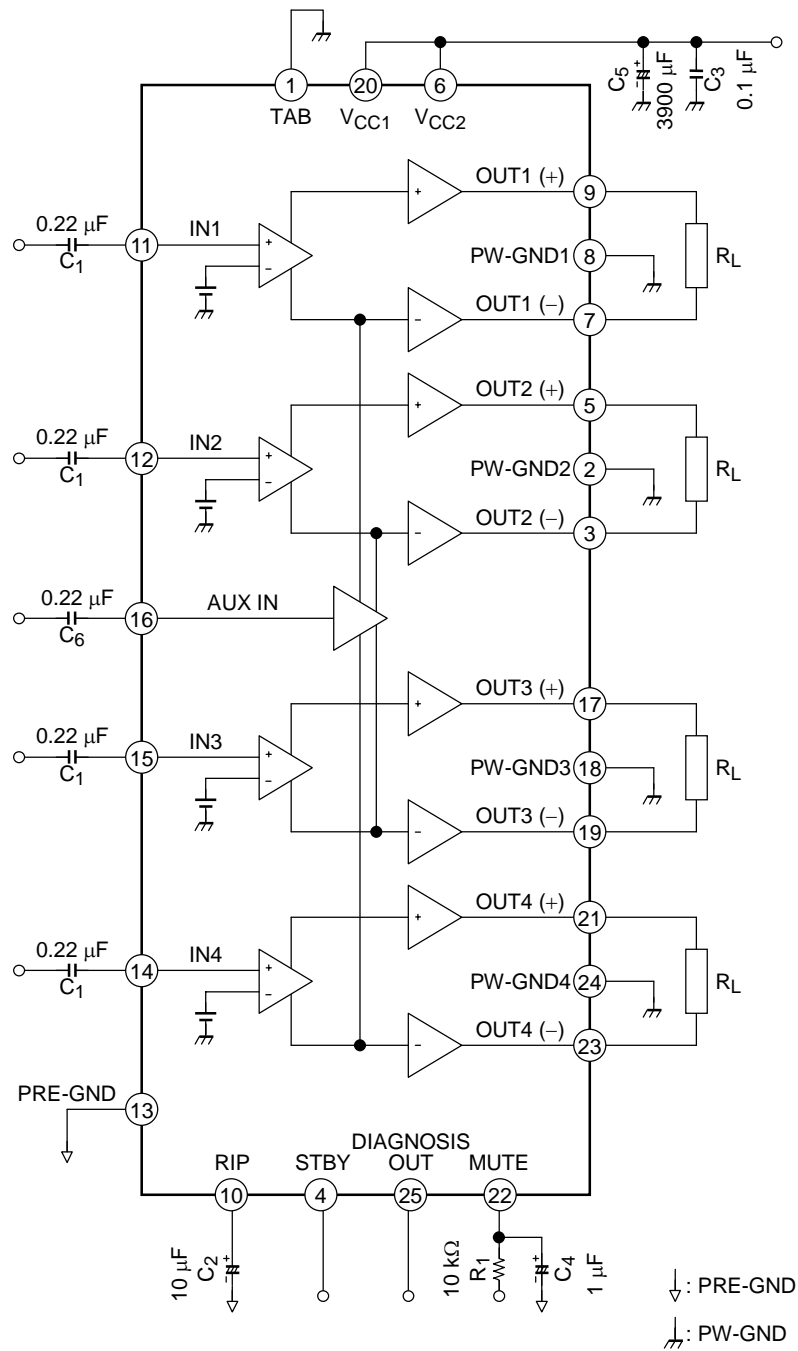 1
20
6
TAB
VCC1
VCC2
C5
3900 μF
C3
0.1 μF
0.22 μF
C1
11
IN1
+
−
+
−
OUT1 (+)
9
PW-GND1
8
OUT1 (−)
7
RL
0.22 μF
C1
12
IN2
+
−
+
−
OUT2 (+)
5
PW-GND2
2
OUT2 (−)
3
RL
0.22 μF
C6
16
AUX IN
0.22 μF
C1
15
IN3
+
−
+
−
OUT3 (+)
17
PW-GND3
18
OUT3 (−)
19
RL
0.22 μF
C1
14
IN4
+
−
+
−
OUT4 (+)
21
PW-GND4
24
OUT4 (−)
23
RL
PRE-GND
13
RIP
STBY
DIAGNOSIS
OUT
MUTE
10
4
25
22
10 μF
C2
10 kΩ
R1
C4
1 μF
: PRE-GND
: PW-GND